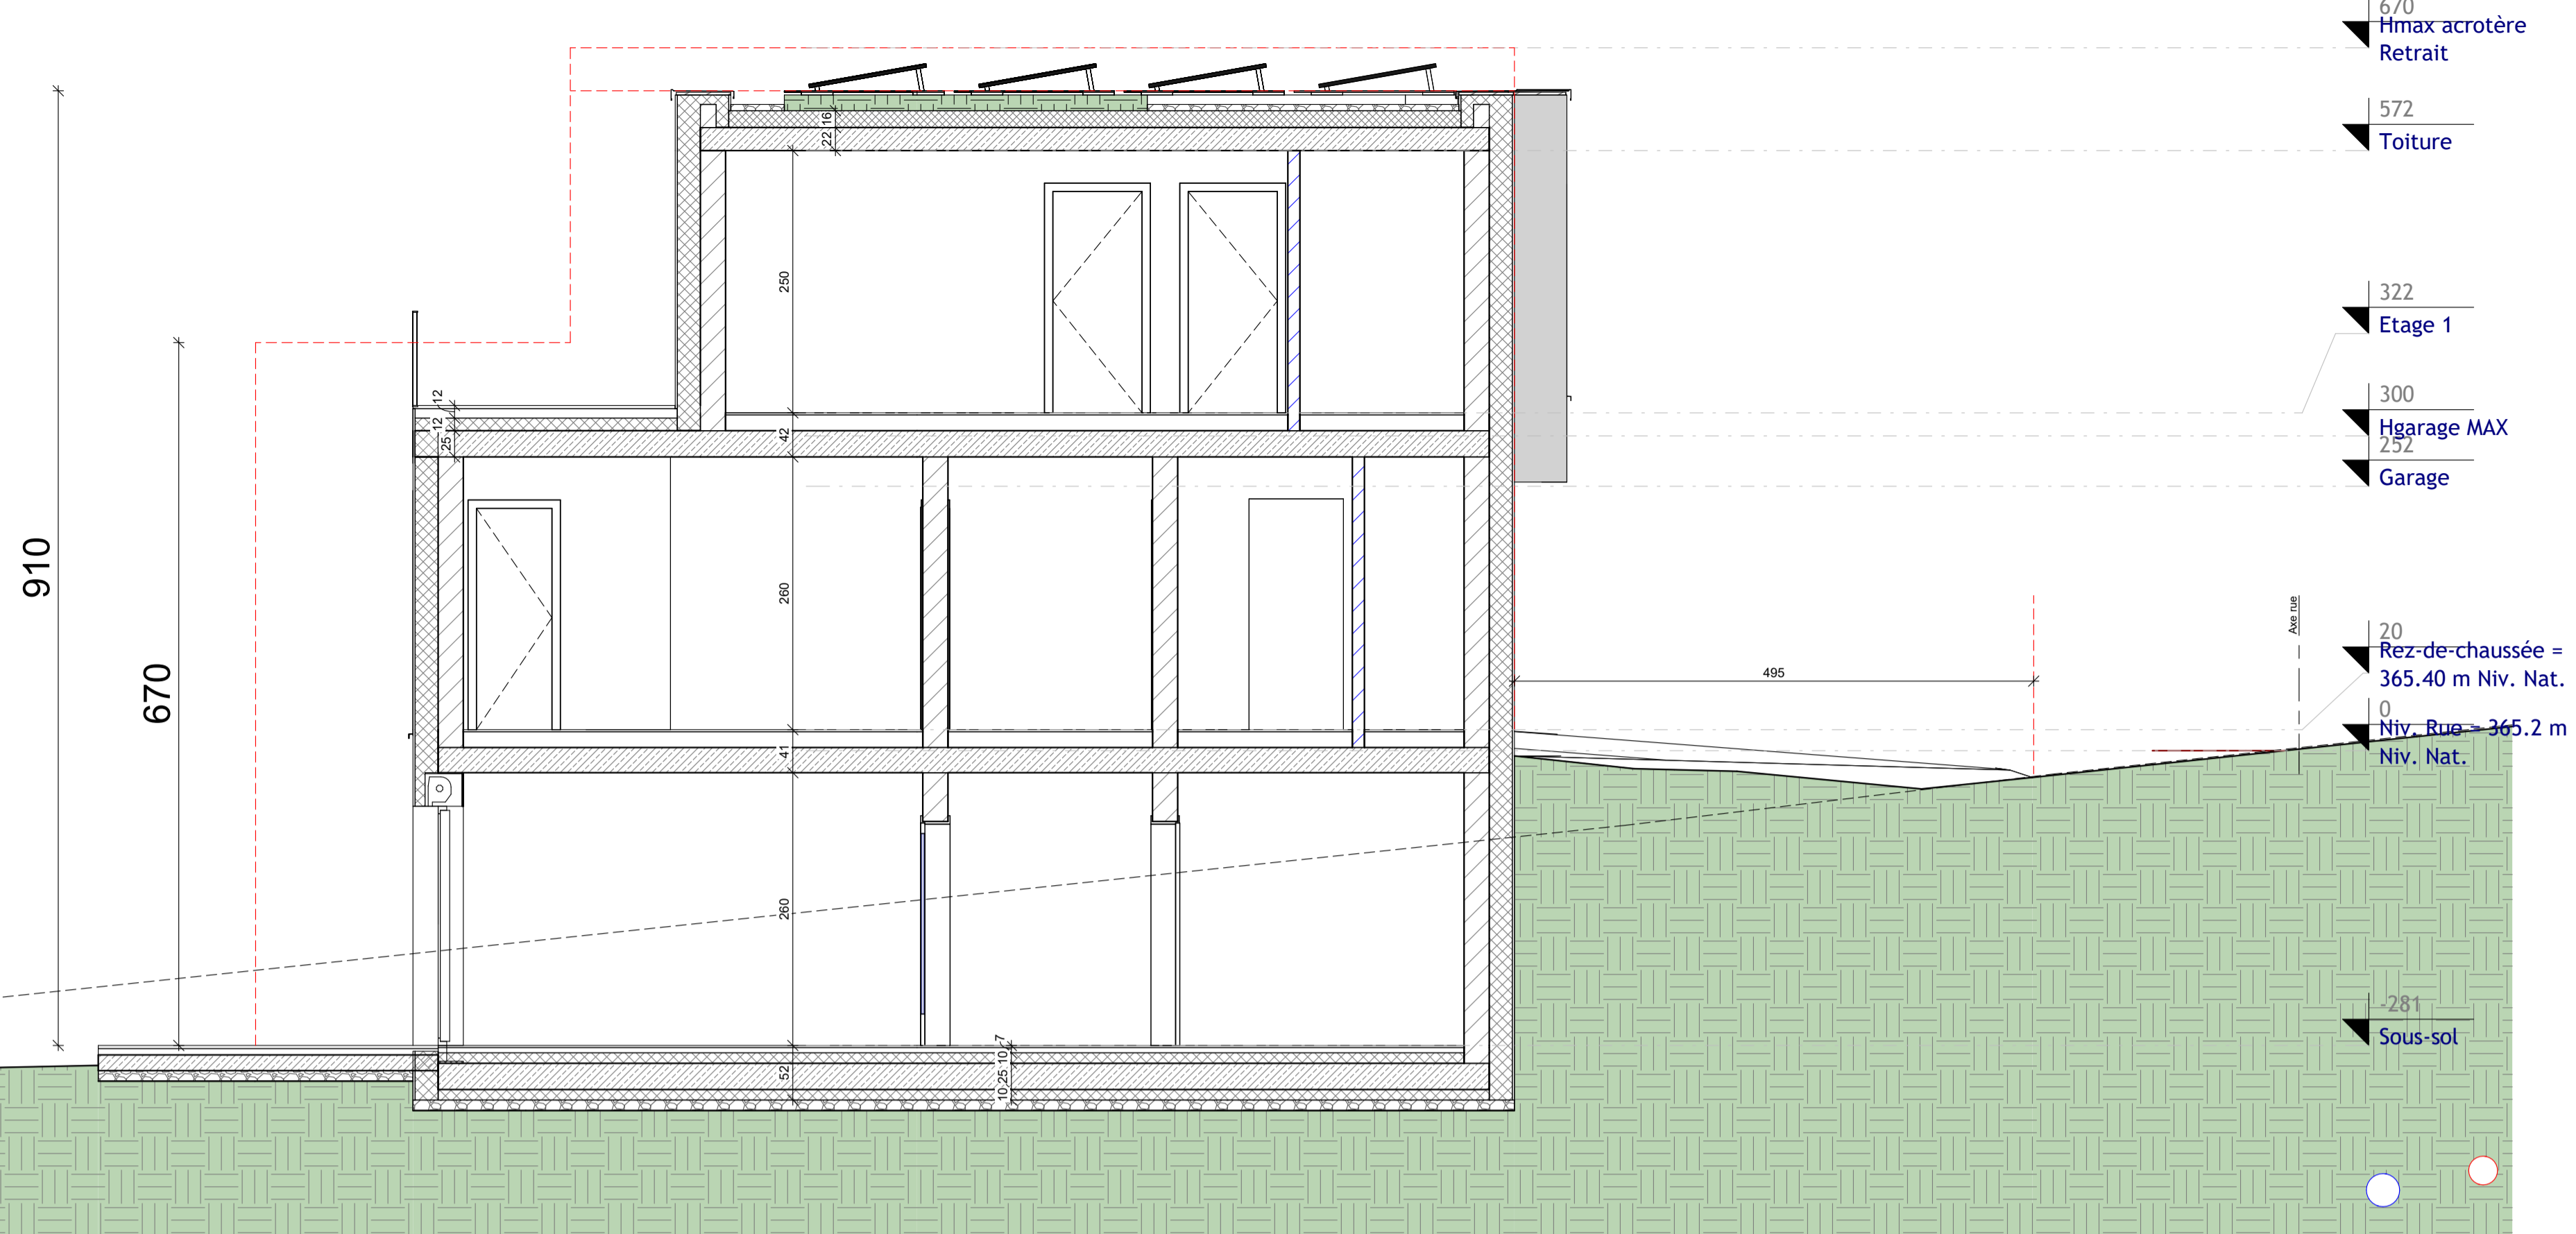 670
Hmax acrotère
Retrait
572
Toiture
322
Etage 1
300
Hgarage MAX
252
Garage
20
Rez-de-chaussée =
365.40 m Niv. Nat.
0
Niv. Rue = 365.2 m
Niv. Nat.
-281
Sous-sol
910
670
16
22
250
42
12
12
25
260
41
260
52
7
10
25
10
495
Axe rue